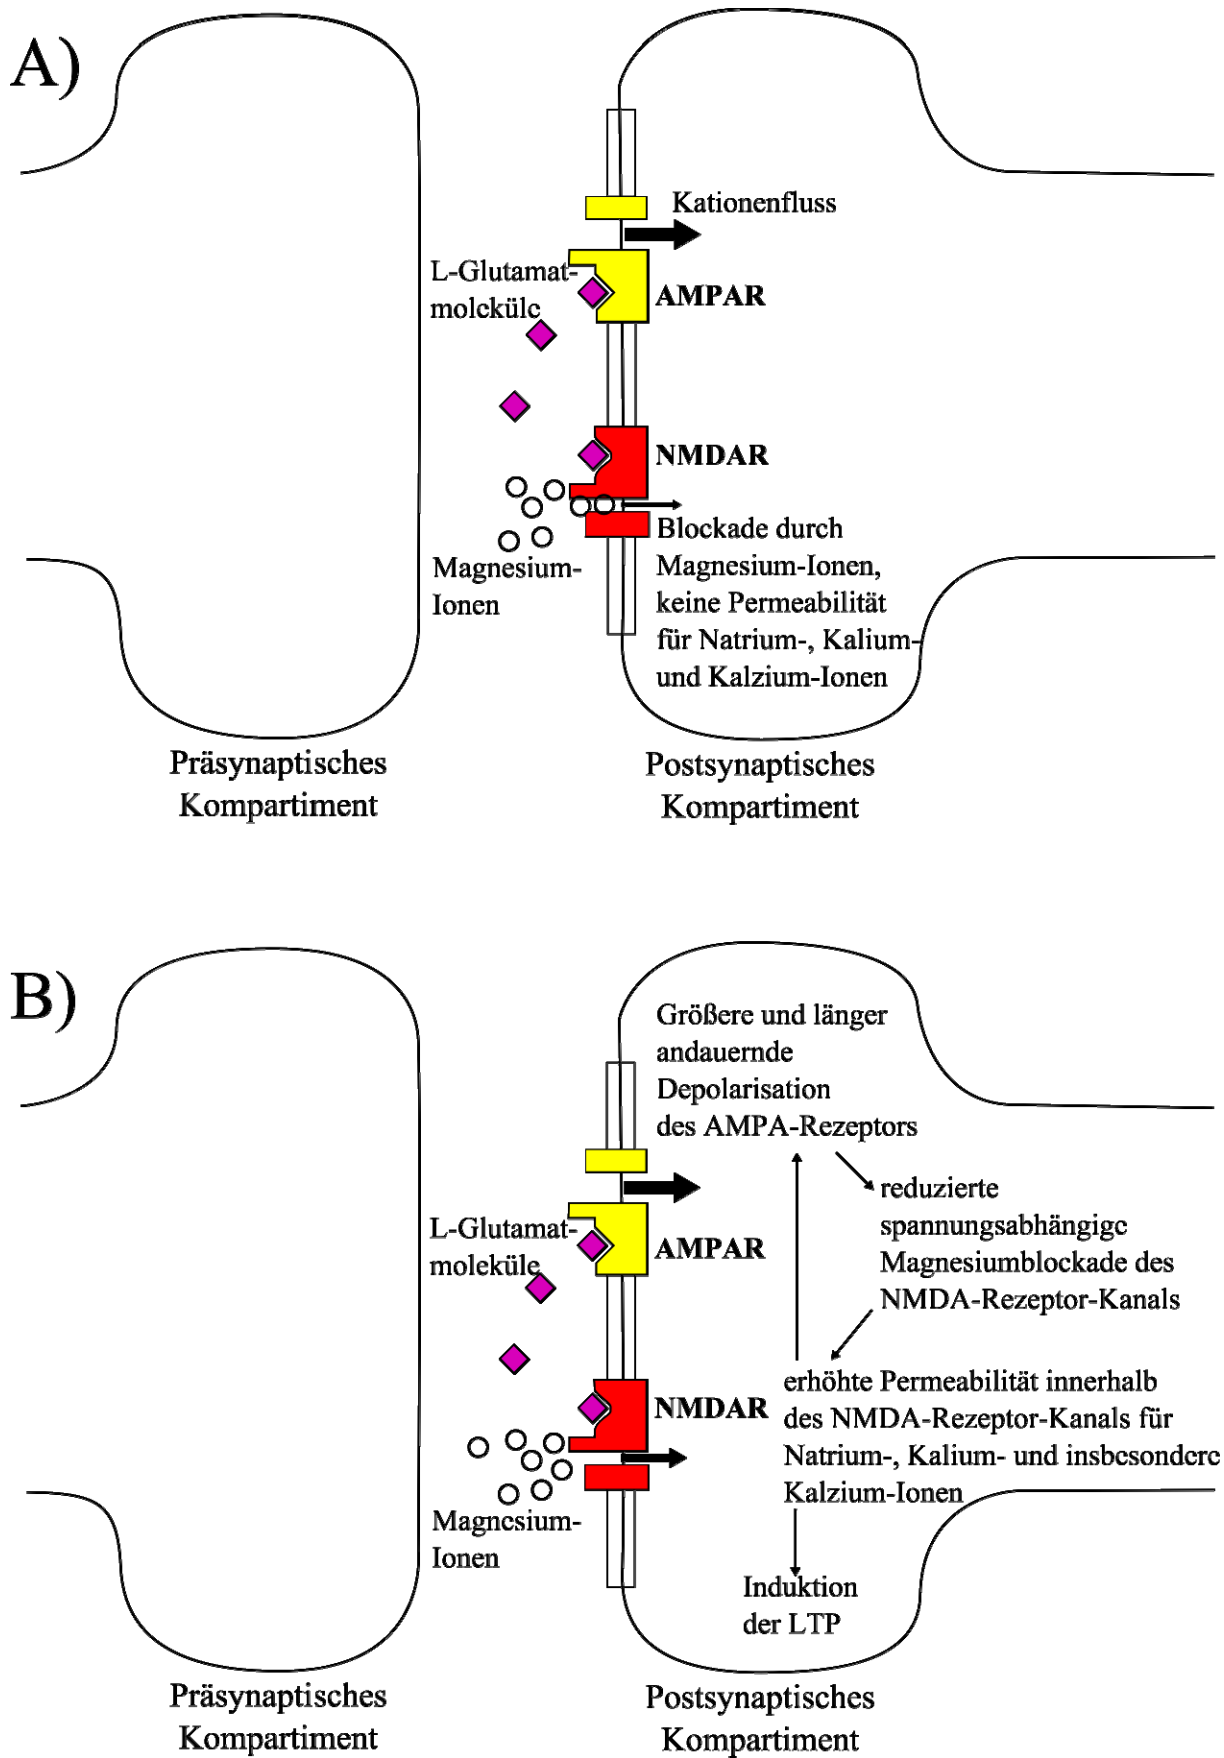 A)
Kationenfluss
L-Glutamat-
moleküle
AMPAR
NMDAR
Magnesium-
Ionen
Blockade durch
Magnesium-Ionen,
keine Permeabilität
für Natrium-, Kalium-
und Kalzium-Ionen
Präsynaptisches
Kompartiment
Postsynaptisches
Kompartiment
B)
Größere und länger
andauernde
Depolarisation
des AMPA-Rezeptors
reduzierte
spannungsabhängige
Magnesiumblockade des
NMDA-Rezeptor-Kanals
L-Glutamat-
moleküle
AMPAR
erhöhte Permeabilität innerhalb
des NMDA-Rezeptor-Kanals für
Natrium-, Kalium- und insbesondere
Kalzium-Ionen
NMDAR
Magnesium-
Ionen
Induktion
der LTP
Präsynaptisches
Kompartiment
Postsynaptisches
Kompartiment